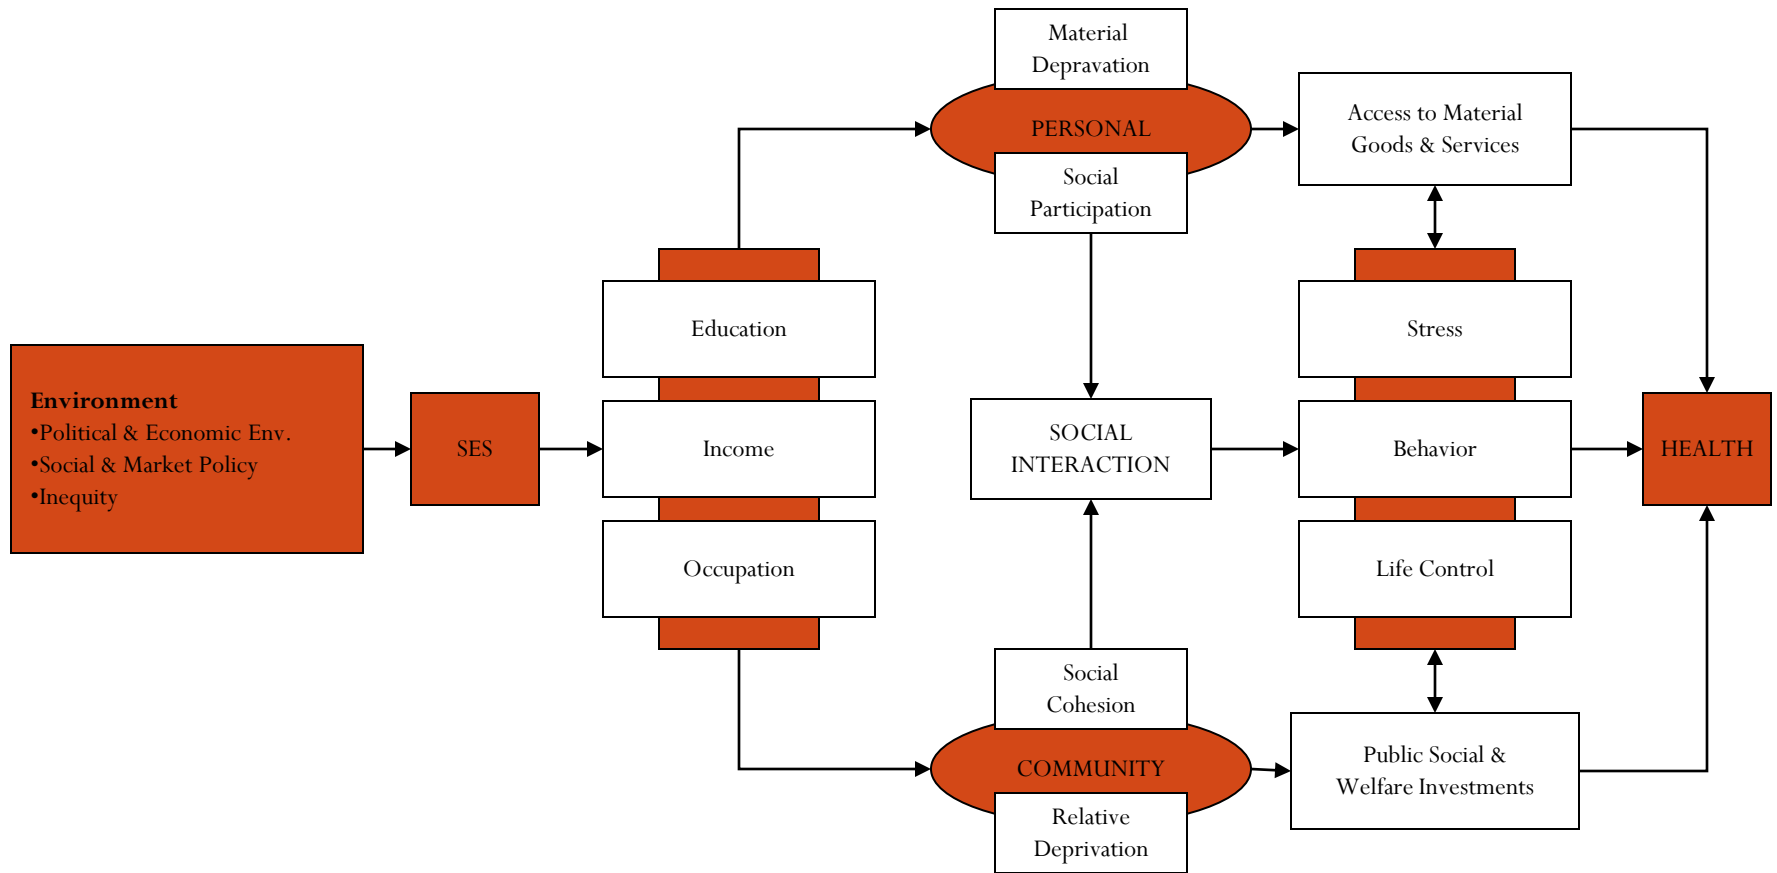 Material
Depravation
PERSONAL
Social
Participation
Access to Material
Goods & Services
Education
Income
Occupation
Environment
•Political & Economic Env.
•Social & Market Policy
•Inequity
SES
SOCIAL
INTERACTION
Stress
Behavior
Life Control
HEALTH
Social
Cohesion
COMMUNITY
Relative
Deprivation
Public Social &
Welfare Investments